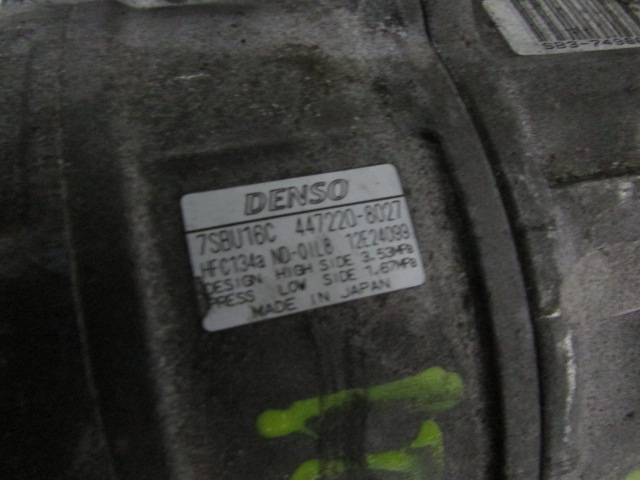 DENSO
7SBU16C 447220-8027
HFC134a ND-OIL8 12E24099
DESIGN HIGH SIDE 3.53MPa
PRESS LOW SIDE 1.67MPa
MADE IN JAPAN